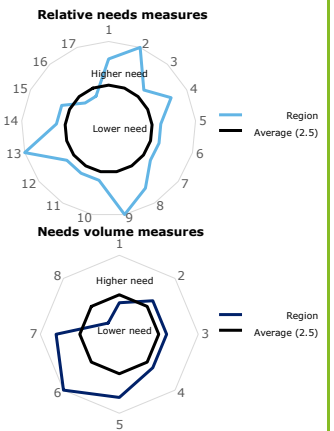 Relative needs measures
1
17
2
16
3
Higher need
15
4
Region
14
Lower need
5
Average (2.5)
13
6
12
7
11
8
10
9
Needs volume measures
1
8
2
Higher need
Region
7
Lower need
3
Average (2.5)
6
4
5